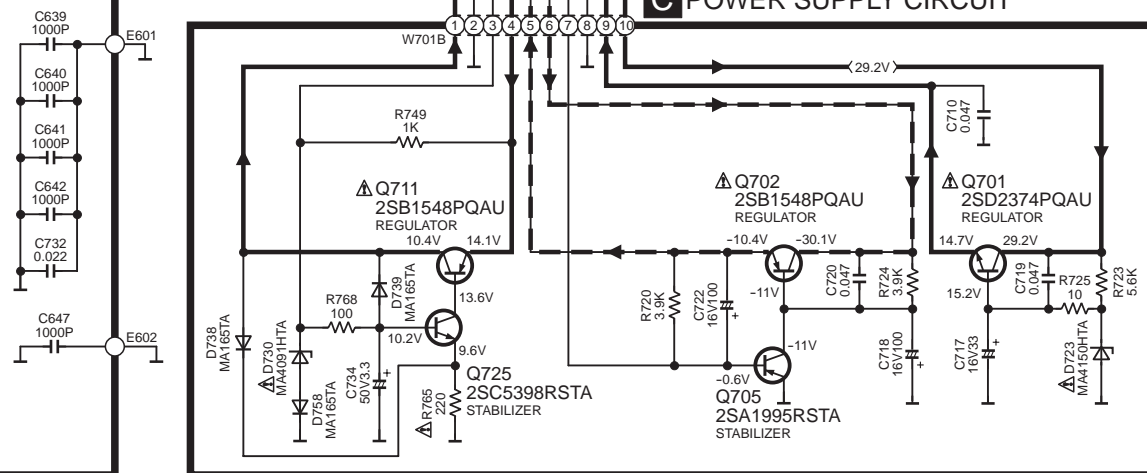 C POWER SUPPLY CIRCUIT
C639
1000P
E601
C640
1000P
C641
1000P
C642
1000P
C732
0.022
C647
1000P
E602
1 2 3 4 5 6 7 8 9 10
W701B
29.2V
R749
1K
C710
0.047
Q711
2SB1548PQAU
REGULATOR
10.4V
14.1V
13.6V
D739
MA165TA
R768
100
10.2V
9.6V
D738
MA165TA
D730
MA4091HTA
D758
MA165TA
C734
50V3.3
+
R765
220
Q725
2SC5398RSTA
STABILIZER
Q702
2SB1548PQAU
REGULATOR
-10.4V
-30.1V
-11V
R720
3.9K
C722
16V100
+
C720
0.047
R724
3.9K
-11V
-0.6V
C718
16V100
+
Q705
2SA1995RSTA
STABILIZER
Q701
2SD2374PQAU
REGULATOR
14.7V
29.2V
15.2V
C719
0.047
R725
10
R723
5.6K
C717
16V33
+
D723
MA4150HTA